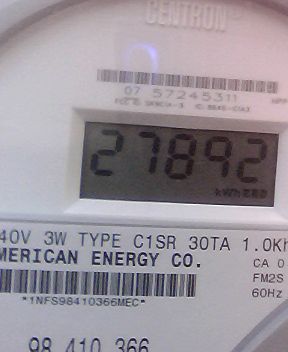 CENTRON
07 57245311
27892
kWh
40V 3W TYPE C1SR 30TA 1.0Kh
MERICAN ENERGY CO.
CA 0
FM2S
60Hz
*1NFS98410366MEC*
98 410 366